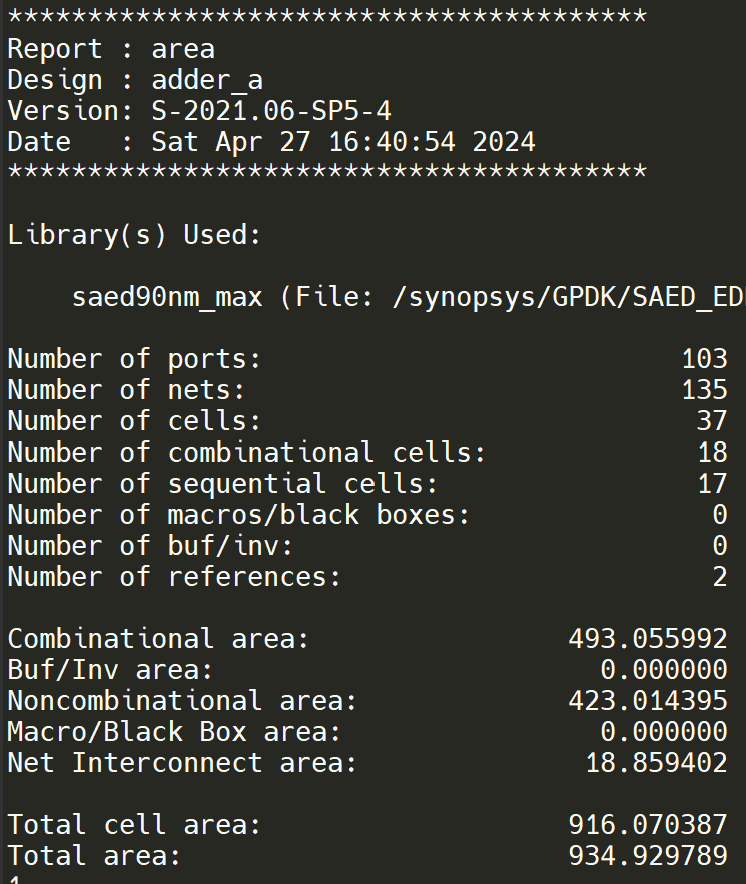 ****************************************
Report : area
Design : adder_a
Version: S-2021.06-SP5-4
Date   : Sat Apr 27 16:40:54 2024
****************************************
Library(s) Used:
    saed90nm_max (File: /synopsys/GPDK/SAED_ED
Number of ports:                          103
Number of nets:                           135
Number of cells:                           37
Number of combinational cells:             18
Number of sequential cells:                17
Number of macros/black boxes:               0
Number of buf/inv:                          0
Number of references:                       2
Combinational area:                493.055992
Buf/Inv area:                        0.000000
Noncombinational area:             423.014395
Macro/Black Box area:                0.000000
Net Interconnect area:              18.859402
Total cell area:                   916.070387
Total area:                        934.929789